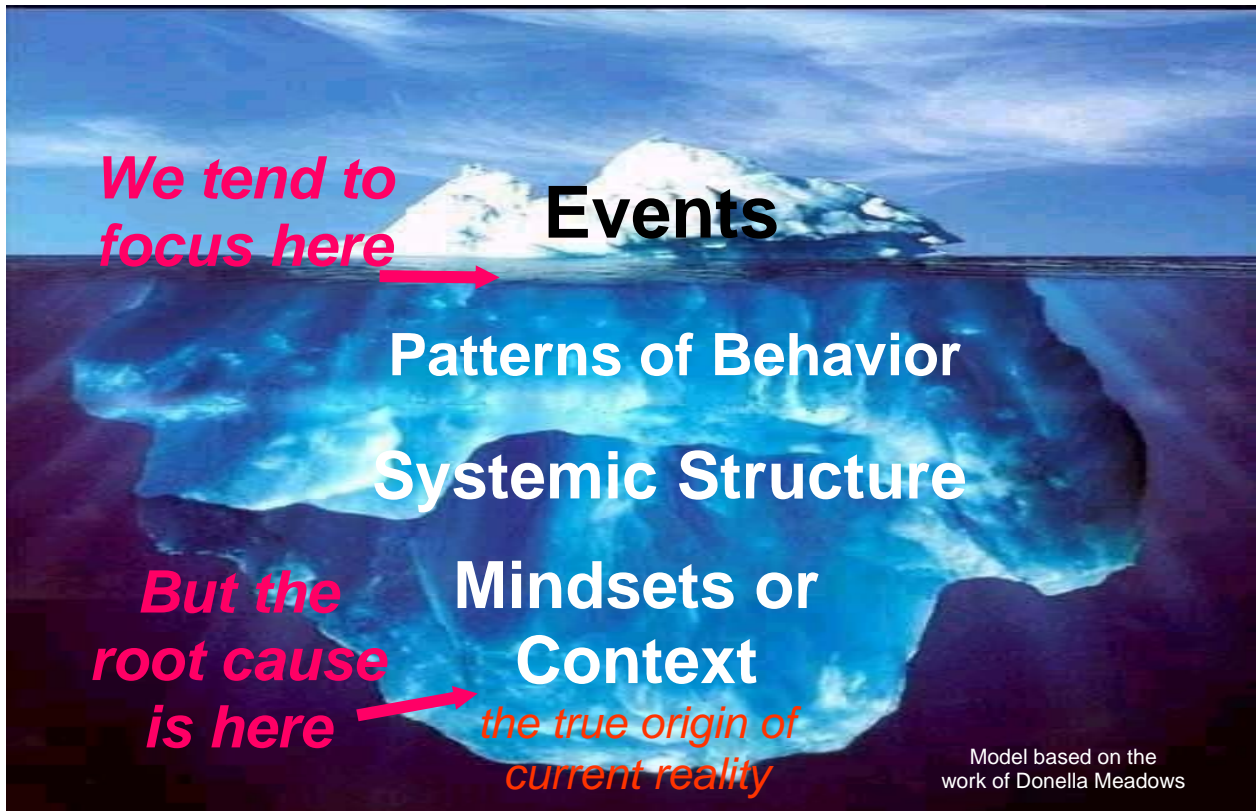 We tend to
focus here
Events
Patterns of Behavior
Systemic Structure
Mindsets or
Context
But the
root cause
is here
the true origin of
current reality
Model based on the
work of Donella Meadows